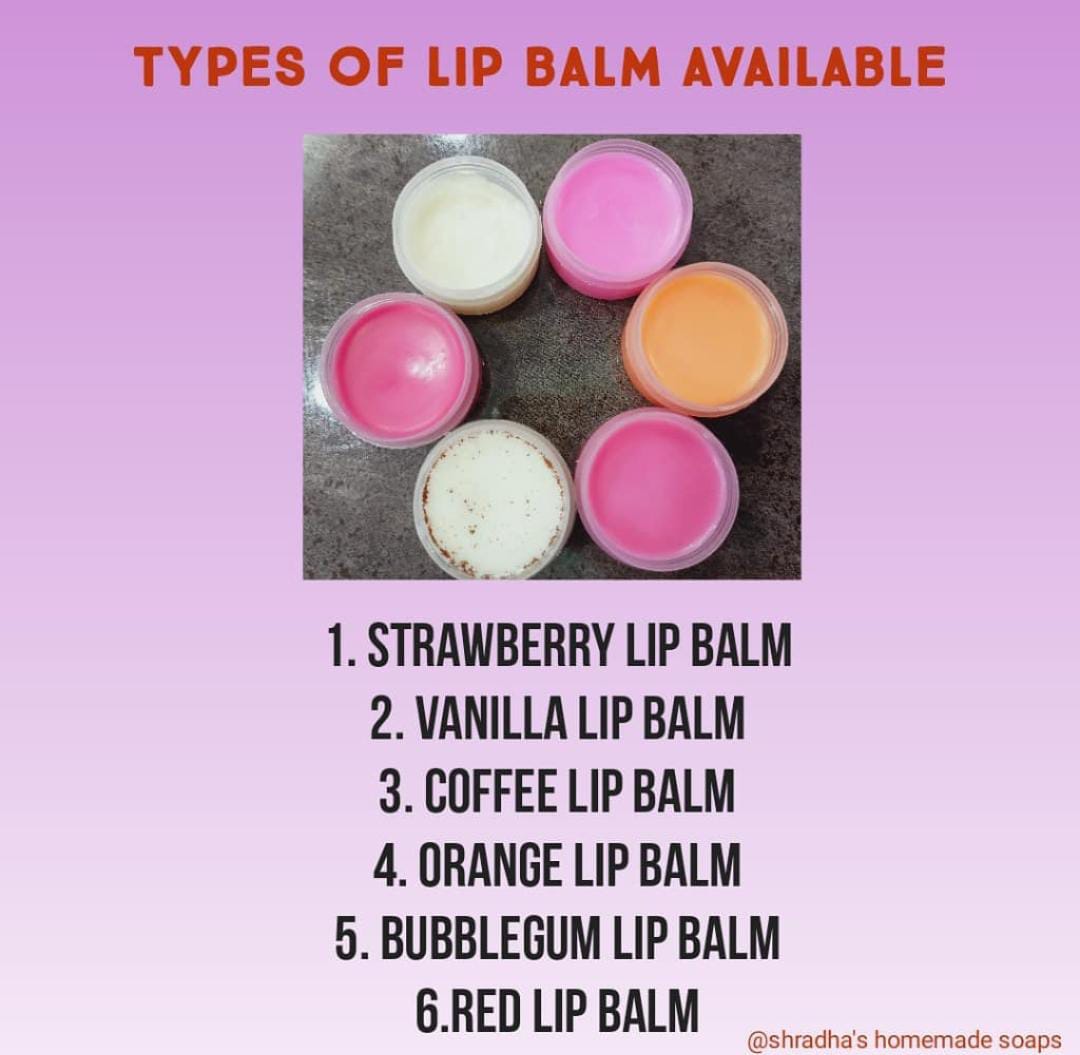 TYPES OF LIP BALM AVAILABLE
1. STRAWBERRY LIP BALM
2. VANILLA LIP BALM
3. COFFEE LIP BALM
4. ORANGE LIP BALM
5. BUBBLEGUM LIP BALM
6.RED LIP BALM
@shradha's homemade soaps